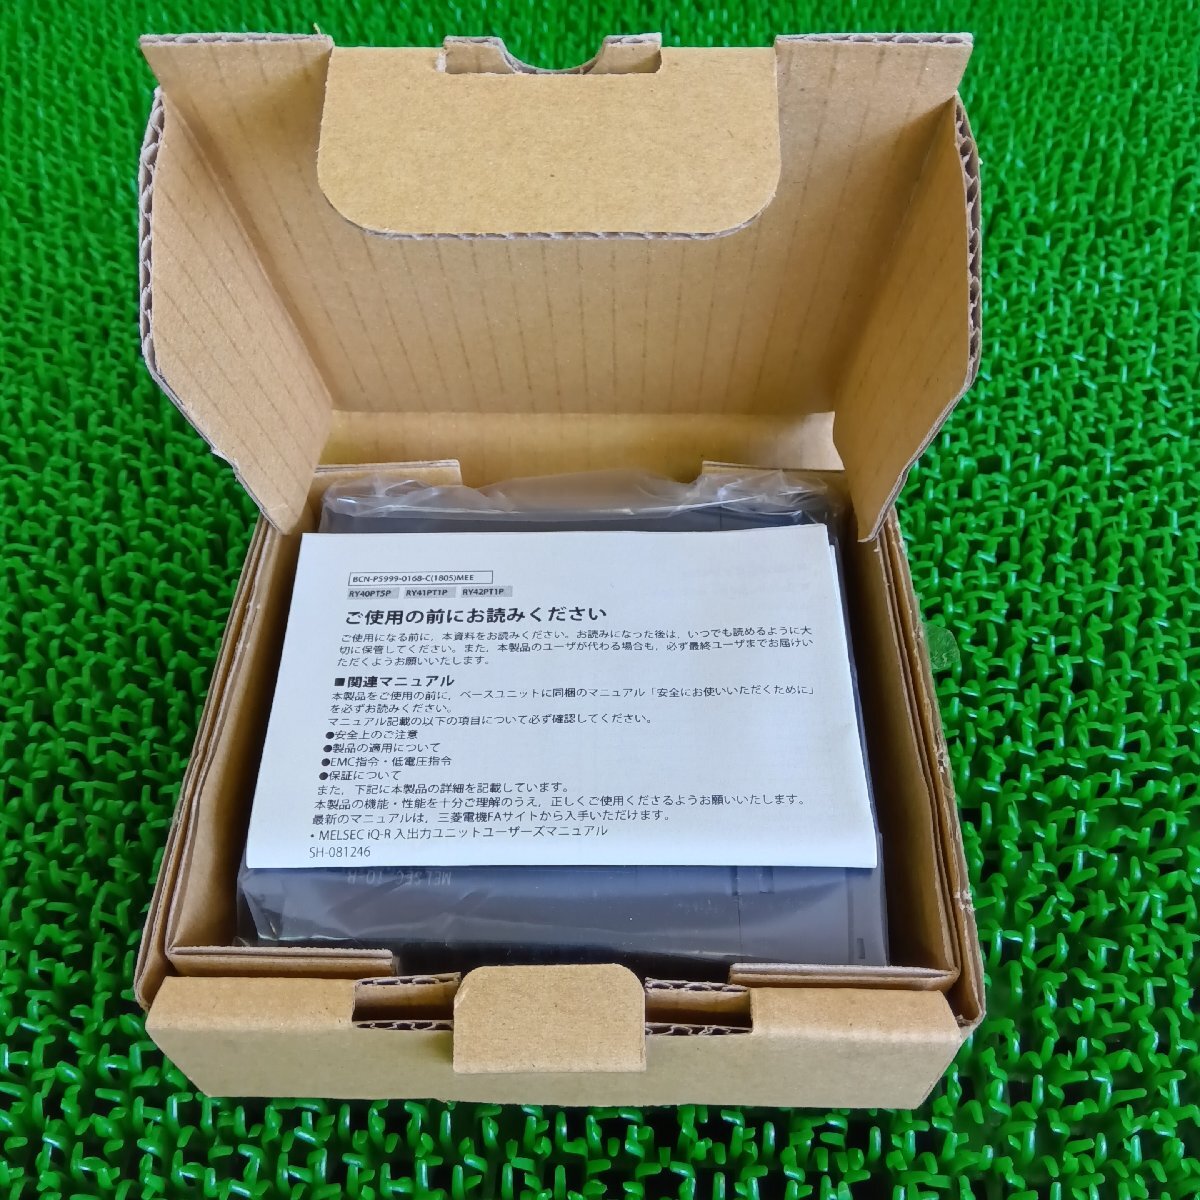 BCN-P5999-0168-C(1805)MEE
RY40PT5P RY41PT1P RY42PT1P
ご使用の前にお読みください
ご使用になる前に，本資料をお読みください。お読みになった後は，いつでも読めるように大
切に保管してください。また，本製品のユーザが代わる場合も，必ず最終ユーザまでお届けい
ただくようお願いいたします。
■関連マニュアル
本製品をご使用の前に，ベースユニットに同梱のマニュアル「安全にお使いいただくために」
を必ずお読みください。
マニュアル記載の以下の項目について必ず確認してください。
●安全上のご注意
●製品の適用について
●EMC指令・低電圧指令
●保証について
また，下記に本製品の詳細を記載しています。
本製品の機能・性能を十分ご理解のうえ，正しくご使用くださるようお願いいたします。
最新のマニュアルは，三菱電機FAサイトから入手いただけます。
・MELSEC iQ-R 入出力ユニットユーザーズマニュアル
SH-081246
MELSEC iQ-R